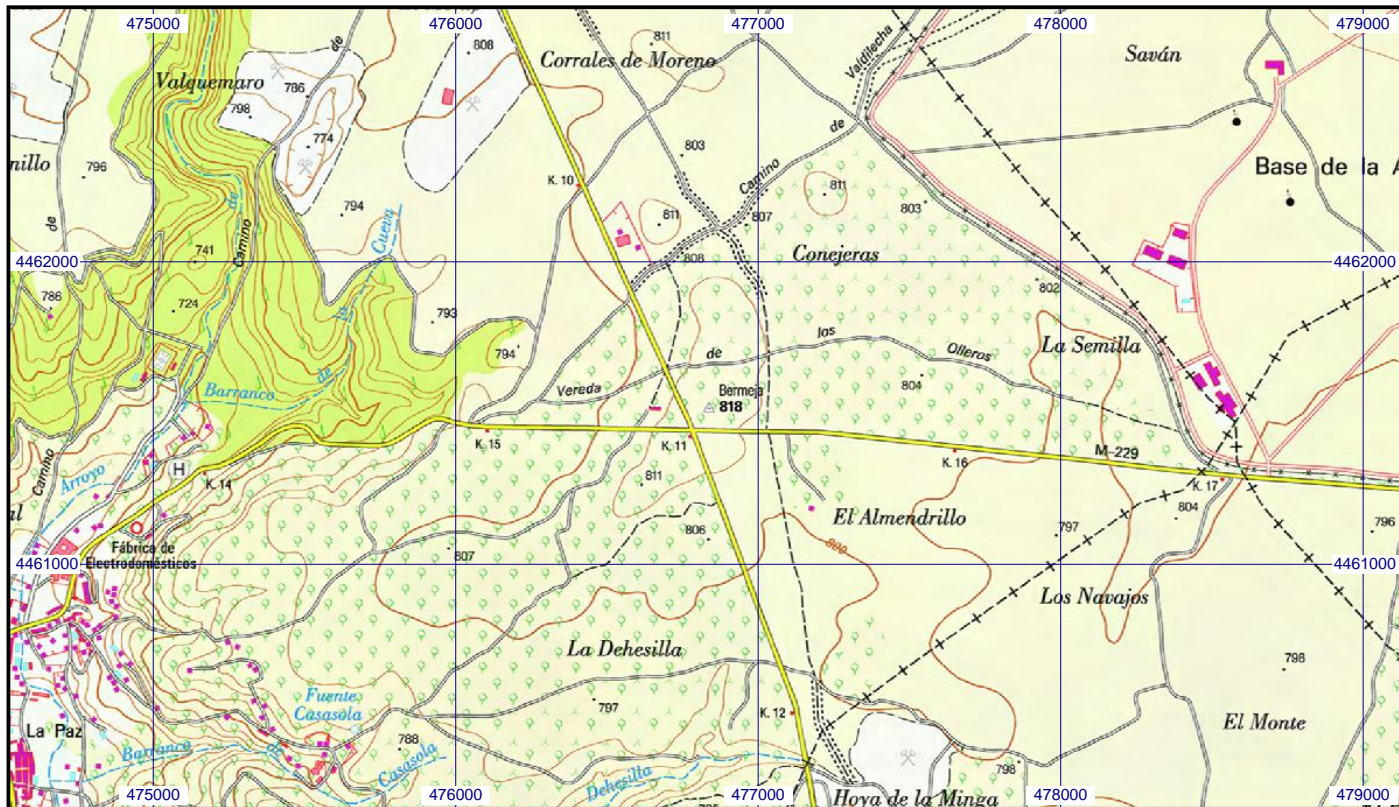 475000
476000
477000
478000
479000
808
811
Corrales de Moreno
Valdilecha
Saván
de
Valquemaro
786
798
774
de
803
796
nillo
K. 10
Camino
Base de la A
de
794
811
807
811
803
de
Cueva
Camino
741
808
Conejeras
4462000
4462000
802
786
724
la
793
La Semilla
794
de
las
Olleros
Barranco
de
Vereda
Bermeja
818
804
K. 15
K. 11
K. 16
M-229
Camino
Arroyo
H
K. 14
811
K. 17
al
El Almendrillo
804
796
806
797
800
Fábrica de
Electrodomésticos
807
4461000
4461000
Los Navajos
La Dehesilla
798
Fuente
Casasola
797
K. 12
El Monte
La Paz
788
Barranco
de
Casasola
Dehesilla
798
475000
476000
477000
478000
479000
Hoya de la Minga